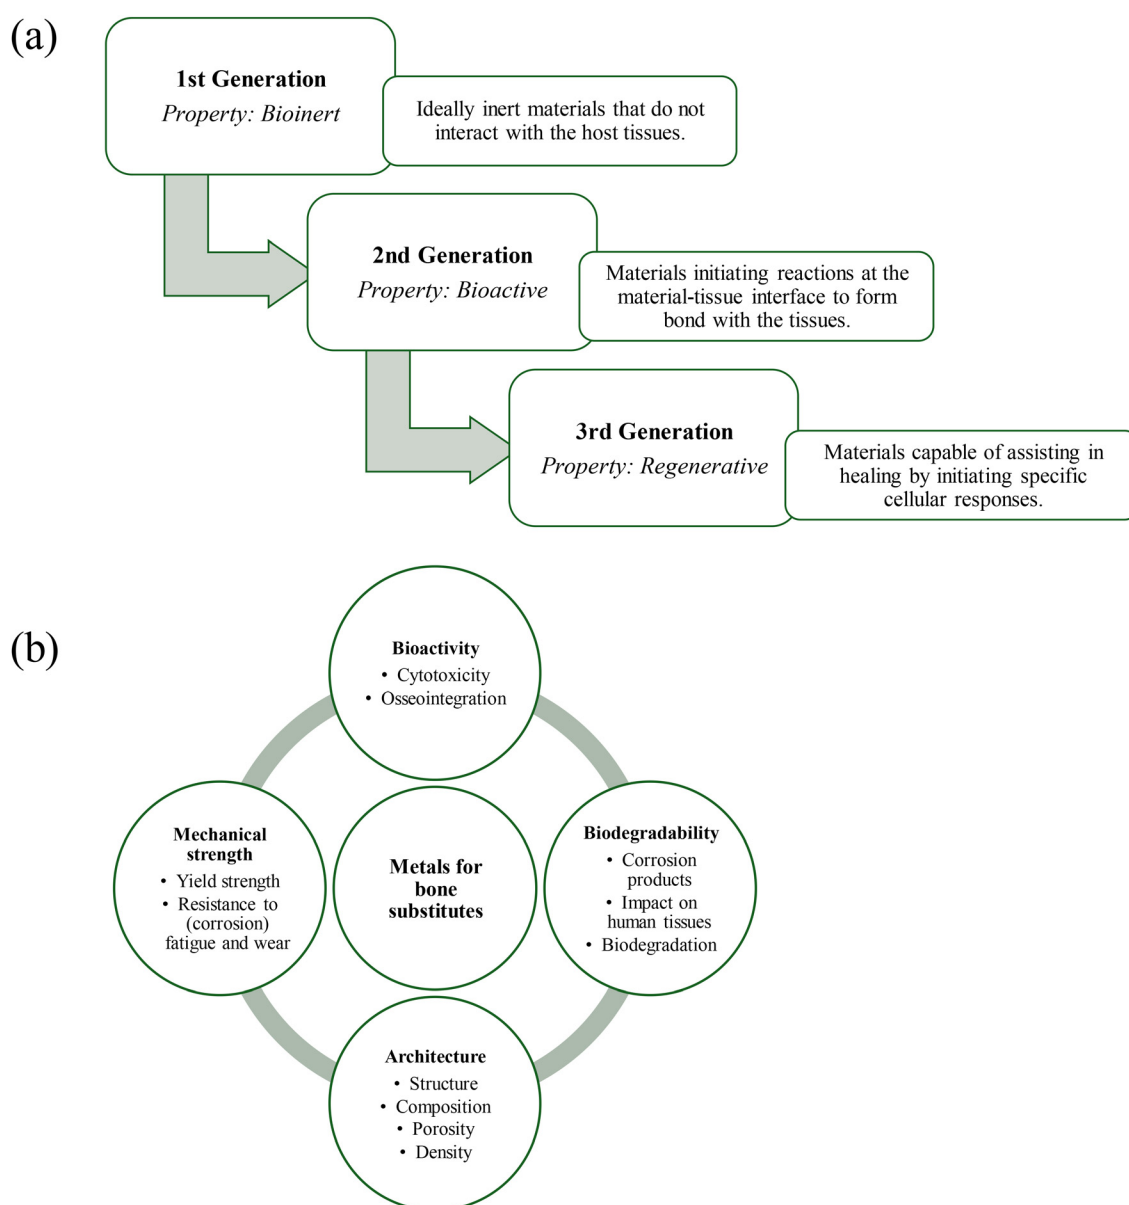 (a)
1st Generation
Property: Bioinert
Ideally inert materials that do not
interact with the host tissues.
2nd Generation
Property: Bioactive
Materials initiating reactions at the
material-tissue interface to form
bond with the tissues.
3rd Generation
Property: Regenerative
Materials capable of assisting in
healing by initiating specific
cellular responses.
(b)
Bioactivity
• Cytotoxicity
• Osseointegration
Mechanical
strength
• Yield strength
• Resistance to
(corrosion)
fatigue and wear
Metals for
bone
substitutes
Biodegradability
• Corrosion
products
• Impact on
human tissues
• Biodegradation
Architecture
• Structure
• Composition
• Porosity
• Density